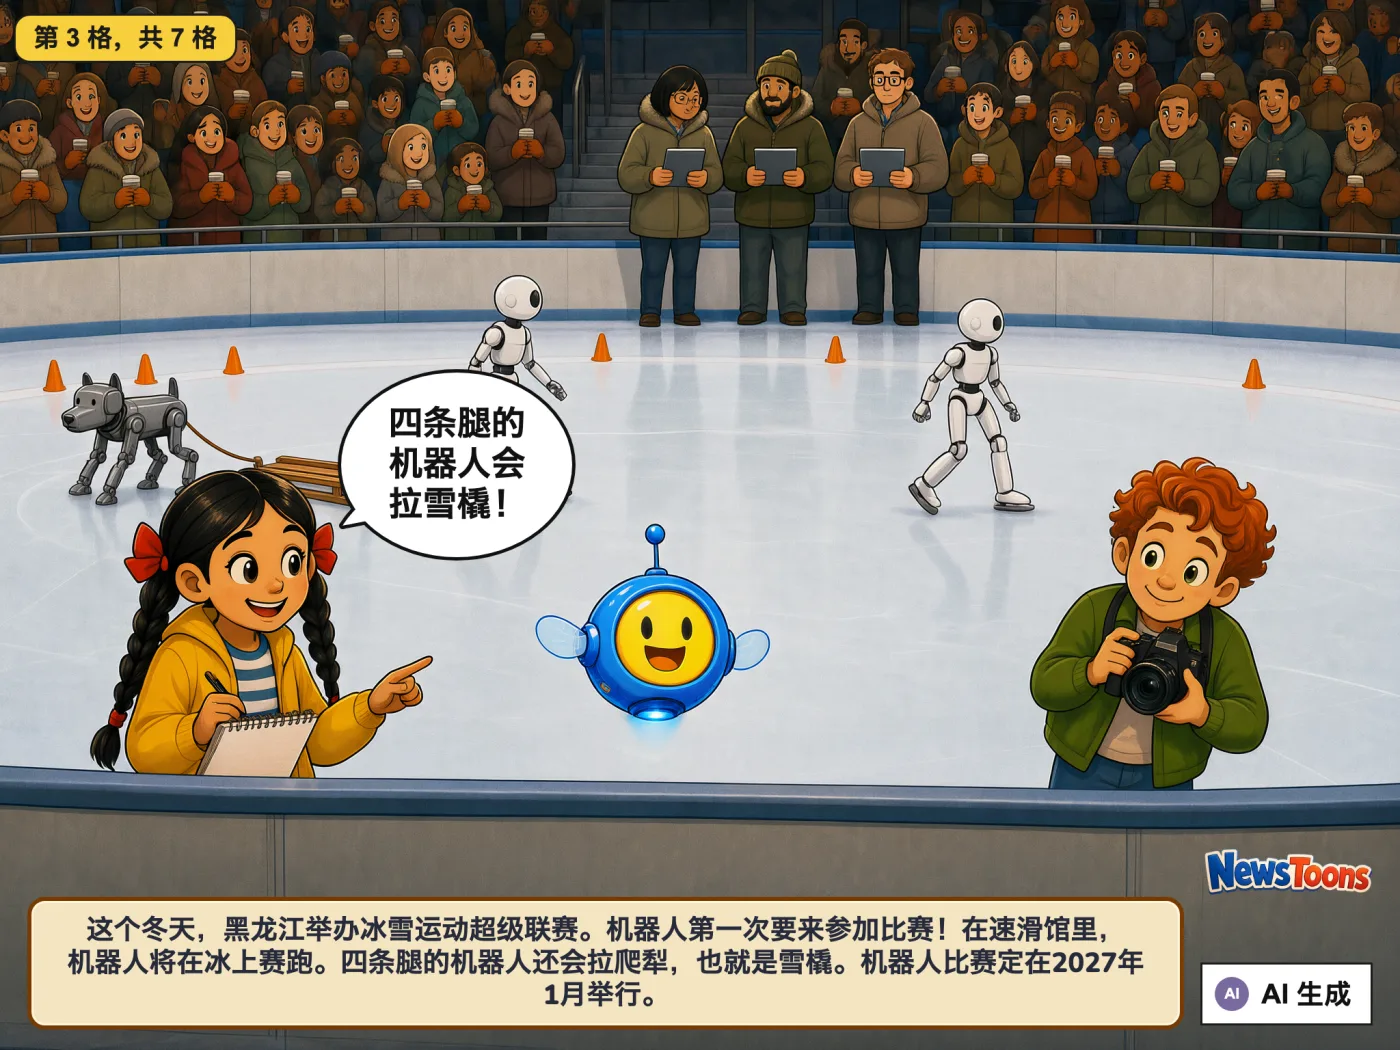 第 3 格，共 7 格
四条腿的
机器人会
拉雪橇！
NewsToons
这个冬天，黑龙江举办冰雪运动超级联赛。机器人第一次要来参加比赛！在速滑馆里，
机器人将在冰上赛跑。四条腿的机器人还会拉爬犁，也就是雪橇。机器人比赛定在2027年
1月举行。
AI AI 生成